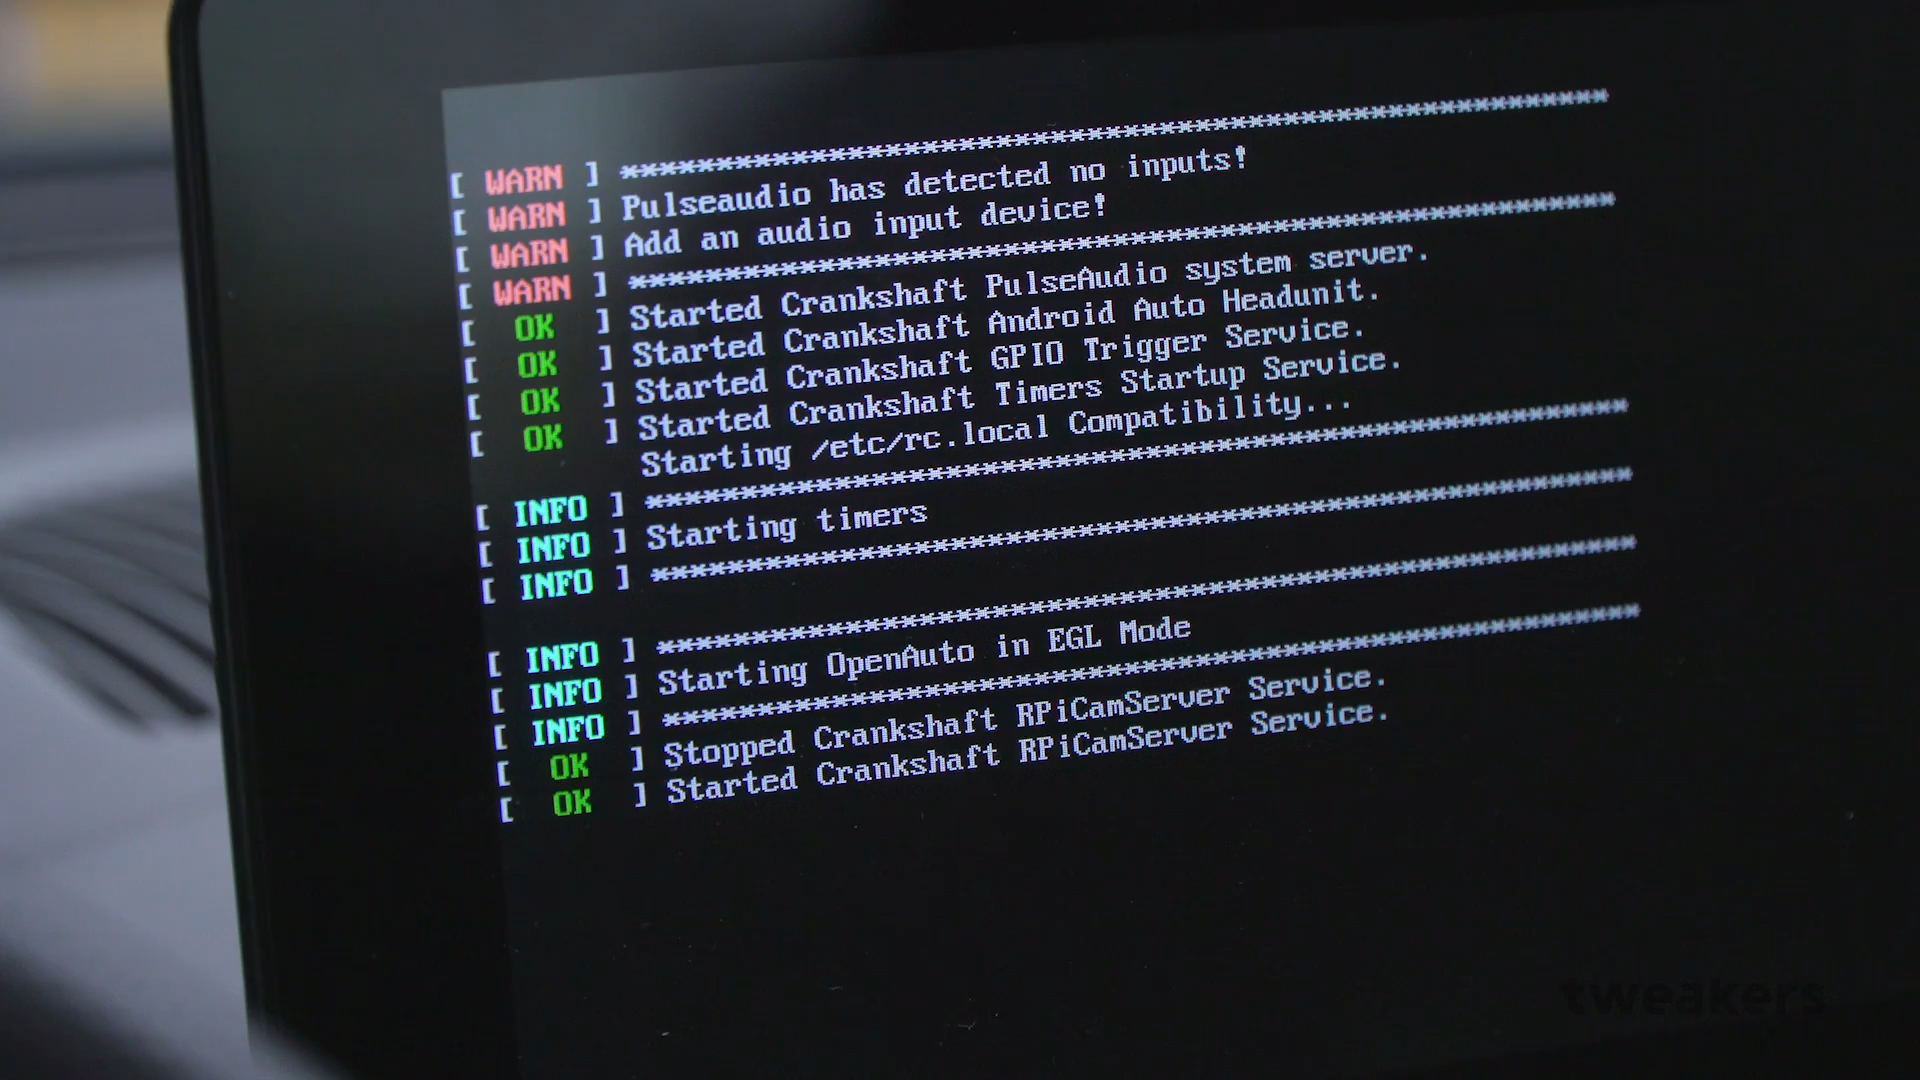 [ WARN ] ****************************************************
[ WARN ] Pulseaudio has detected no inputs!
[ WARN ] Add an audio input device!
[ WARN ] ****************************************************
[ OK ] Started Crankshaft PulseAudio system server.
[ OK ] Started Crankshaft Android Auto Headunit.
[ OK ] Started Crankshaft GPIO Trigger Service.
[ OK ] Started Crankshaft Timers Startup Service.
Starting /etc/rc.local Compatibility...
[ INFO ] ****************************************************
[ INFO ] Starting timers
[ INFO ] ****************************************************
[ INFO ] ****************************************************
[ INFO ] Starting OpenAuto in EGL Mode
[ INFO ] ****************************************************
[ OK ] Stopped Crankshaft RPiCamServer Service.
[ OK ] Started Crankshaft RPiCamServer Service.
tweakers